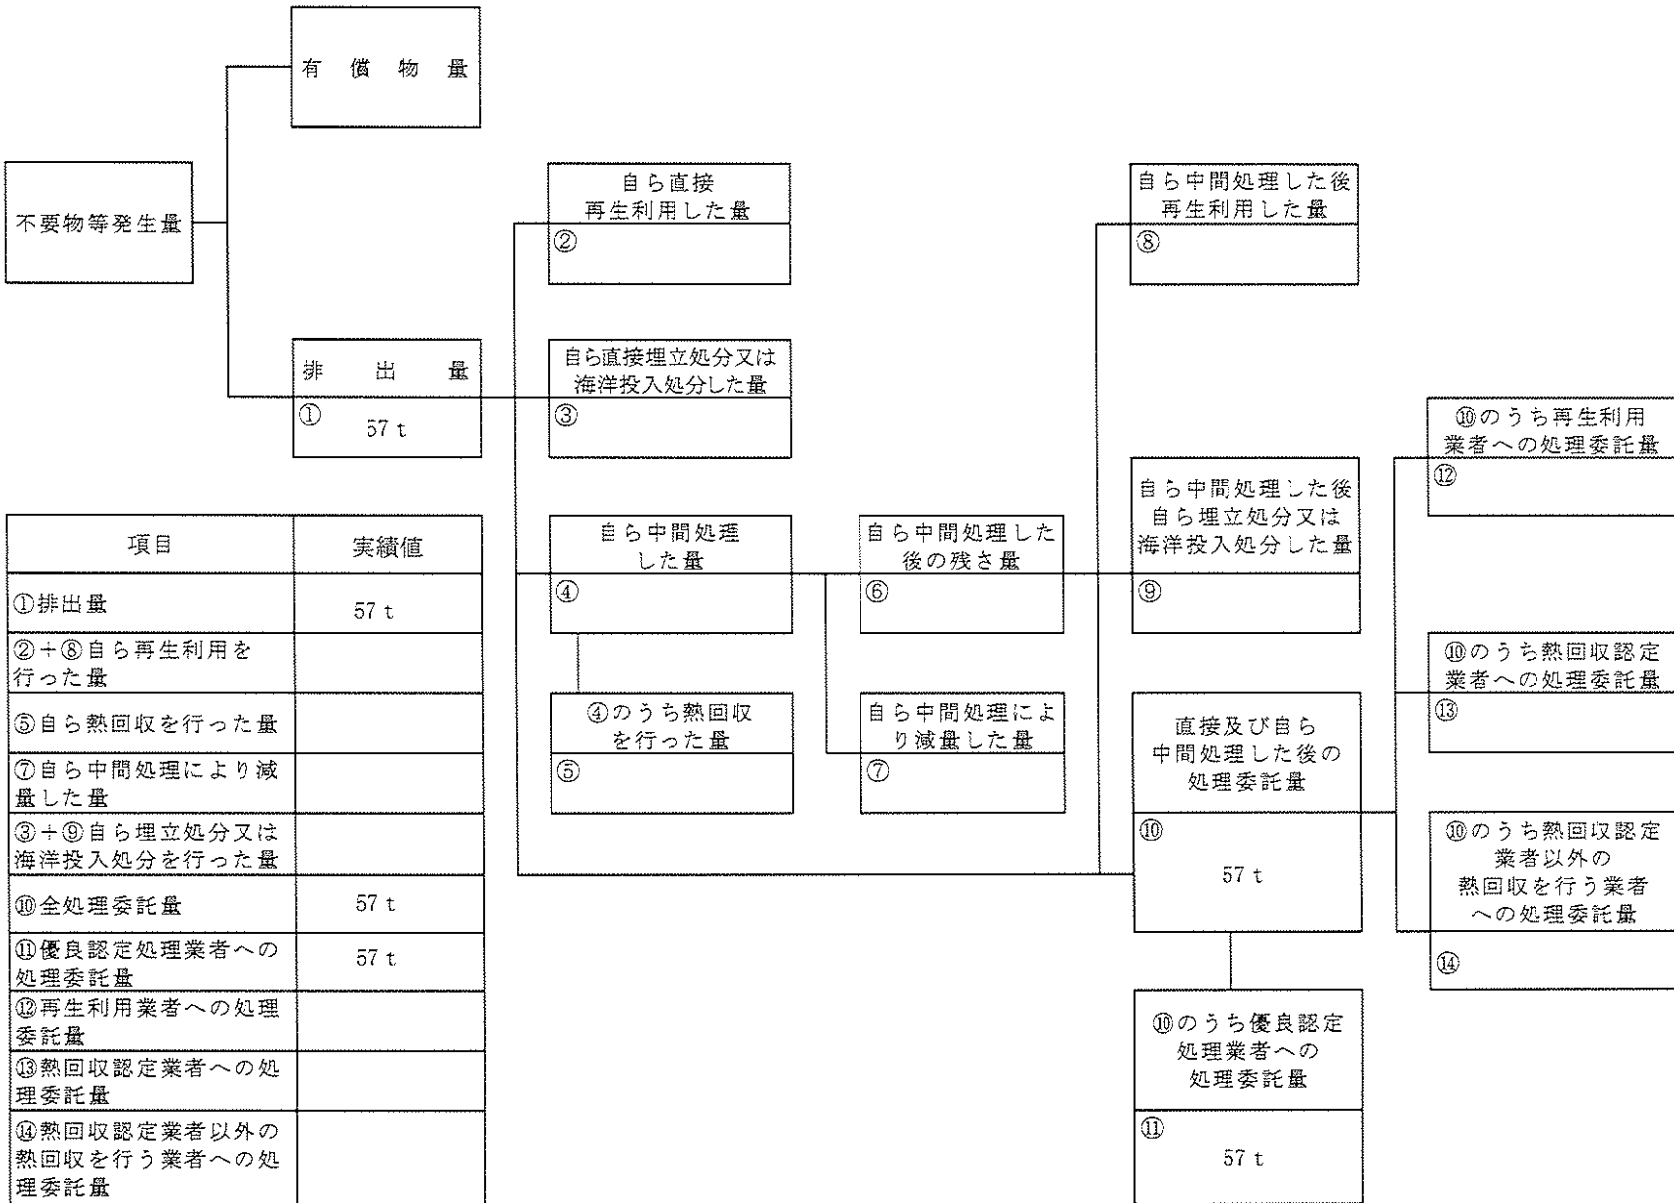 有償物量
不要物等発生量
排出量
①
57 t
自ら直接
再生利用した量
②
自ら直接埋立処分又は
海洋投入処分した量
③
自ら中間処理
した量
④
④のうち熱回収
を行った量
⑤
自ら中間処理した
後の残さ量
⑥
自ら中間処理によ
り減量した量
⑦
自ら中間処理した後
再生利用した量
⑧
自ら中間処理した後
自ら埋立処分又は
海洋投入処分した量
⑨
直接及び自ら
中間処理した後の
処理委託量
⑩
57 t
⑩のうち優良認定
処理業者への
処理委託量
⑪
57 t
⑩のうち再生利用
業者への処理委託量
⑫
⑩のうち熱回収認定
業者への処理委託量
⑬
⑩のうち熱回収認定
業者以外の
熱回収を行う業者
への処理委託量
⑭
項目 実績値
①排出量 57 t
②＋⑧自ら再生利用を
行った量
⑤自ら熱回収を行った量
⑦自ら中間処理により減
量した量
③＋⑨自ら埋立処分又は
海洋投入処分を行った量
⑩全処理委託量 57 t
⑪優良認定処理業者への
処理委託量 57 t
⑫再生利用業者への処理
委託量
⑬熱回収認定業者への処
理委託量
⑭熱回収認定業者以外の
熱回収を行う業者への処
理委託量